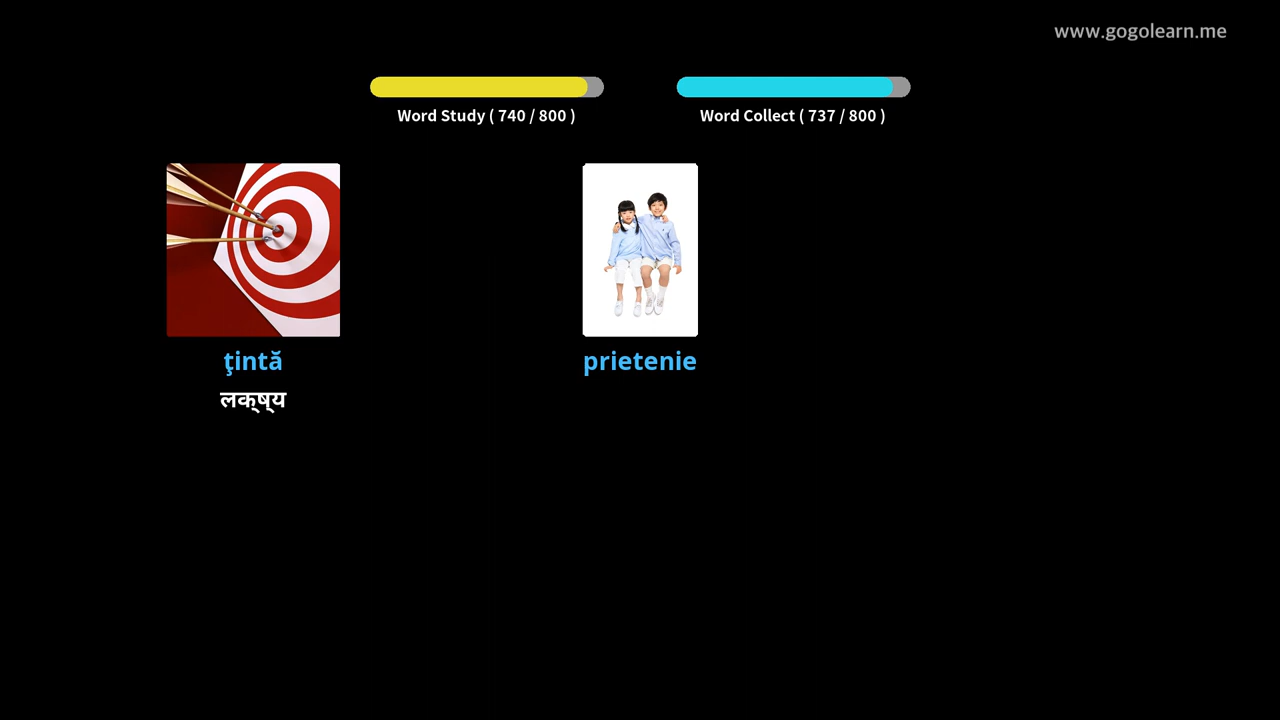 www.gogolearn.me
Word Study ( 740 / 800 )
Word Collect ( 737 / 800 )
ţintă
prietenie
लक्ष्य